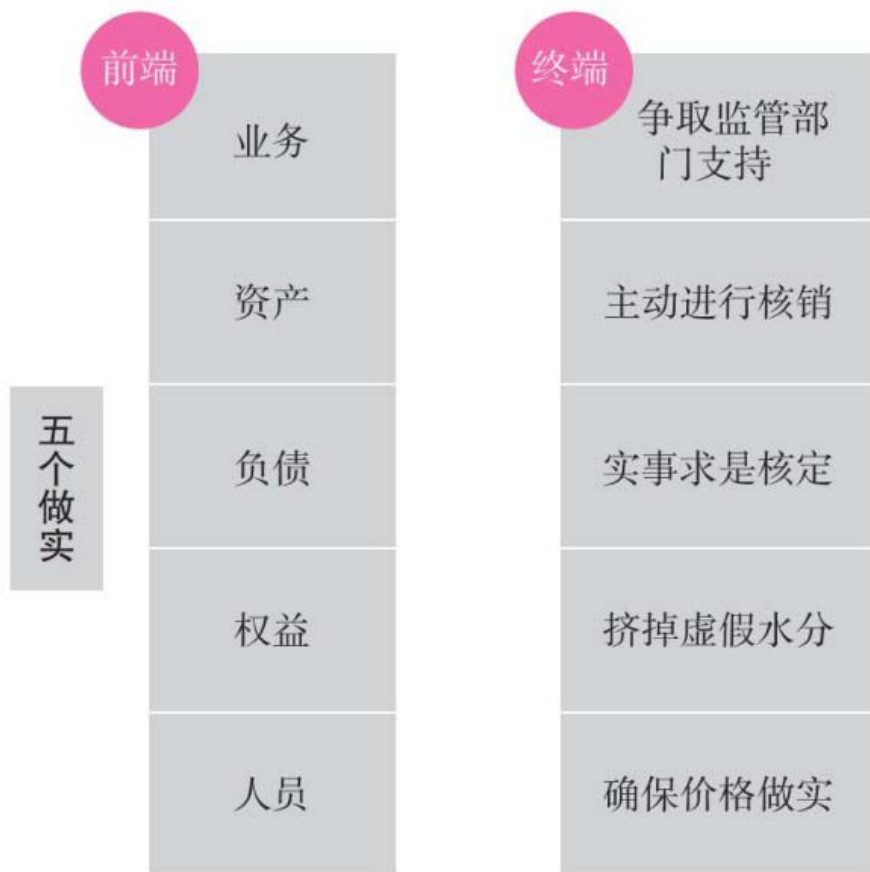 五个做实
前端
业务
资产
负债
权益
人员
终端
争取监管部
门支持
主动进行核销
实事求是核定
挤掉虚假水分
确保价格做实